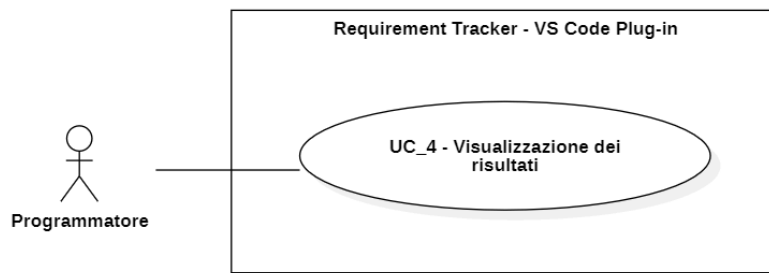 Requirement Tracker - VS Code Plug-in
UC_4 - Visualizzazione dei
risultati
Programmatore